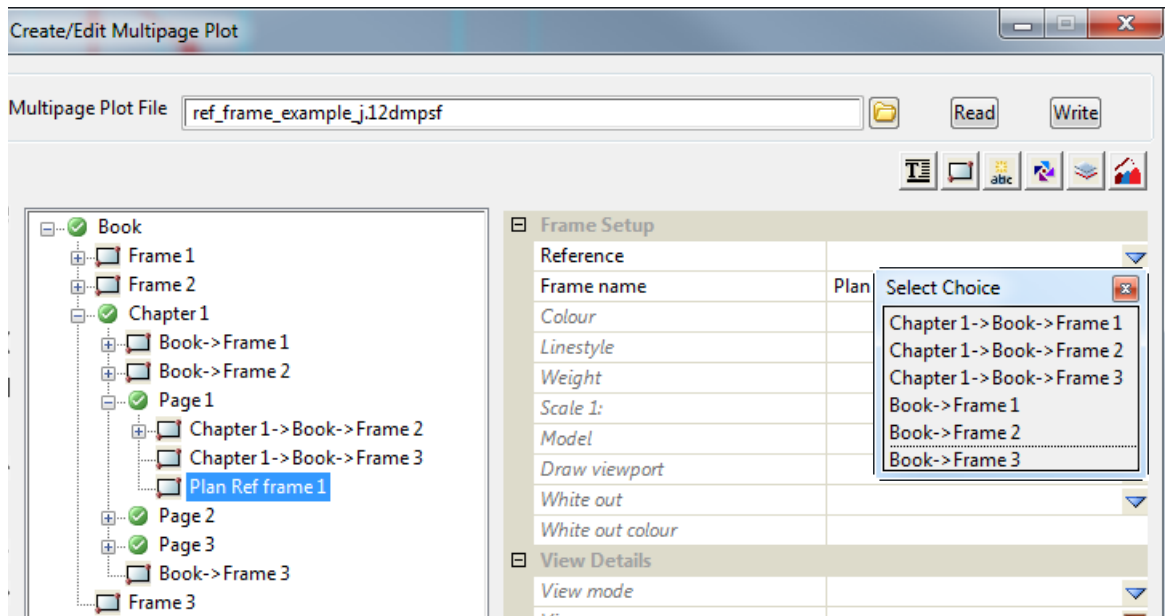 Create/Edit Multipage Plot
Multipage Plot File
ref_frame_example_j.12dmpsf
Read
Write
T
abc
Book
Frame 1
Frame 2
Chapter 1
Book->Frame 1
Book->Frame 2
Page 1
Chapter 1->Book->Frame 2
Chapter 1->Book->Frame 3
Plan Ref frame 1
Page 2
Page 3
Book->Frame 3
Frame 3
Frame Setup
Reference
Frame name
Plan
Colour
Linestyle
Weight
Scale 1:
Model
Draw viewport
White out
White out colour
View Details
View mode
Select Choice
Chapter 1->Book->Frame 1
Chapter 1->Book->Frame 2
Chapter 1->Book->Frame 3
Book->Frame 1
Book->Frame 2
Book->Frame 3